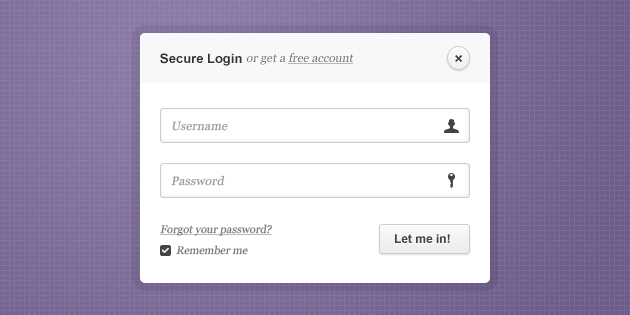 Secure Login or get a free account
Username
Password
Forgot your password?
Remember me
Let me in!